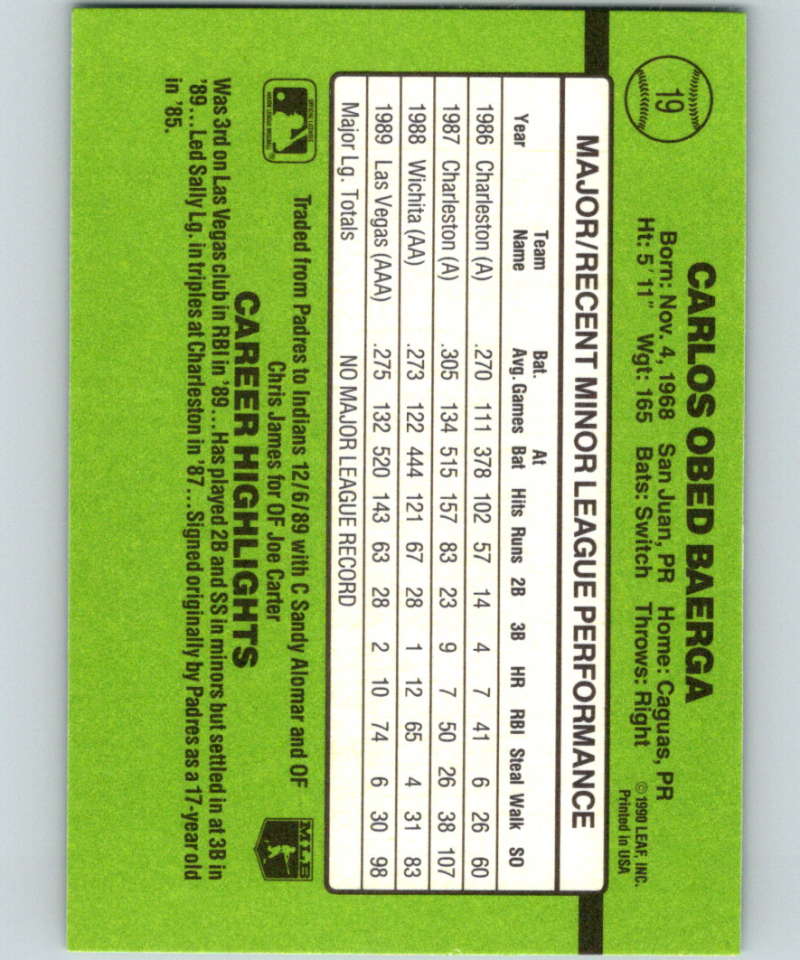 19
CARLOS OBED BAERGA
Born: Nov. 4, 1968 San Juan, PR Home: Caguas, PR
Ht: 5'11" Wgt: 165 Bats: Switch Throws: Right
©1990 LEAF, INC.
Printed in USA
MAJOR/RECENT MINOR LEAGUE PERFORMANCE
Team Bat. At
Year Name Avg. Games Bat Hits Runs 2B 3B HR RBI Steal Walk SO
1986 Charleston (A) .270 111 378 102 57 14 4 7 41 6 26 60
1987 Charleston (A) .305 134 515 157 83 23 9 7 50 26 38 107
1988 Wichita (AA) .273 122 444 121 67 28 1 12 65 4 31 83
1989 Las Vegas (AAA) .275 132 520 143 63 28 2 10 74 6 30 98
Major Lg. Totals NO MAJOR LEAGUE RECORD
Traded from Padres to Indians 12/6/89 with C Sandy Alomar and OF
Chris James for OF Joe Carter
MLB
CAREER HIGHLIGHTS
Was 3rd on Las Vegas club in RBI in '89...Has played 2B and SS in minors but settled in at 3B in
'89...Led Sally Lg. in triples at Charleston in '87...Signed originally by Padres as a 17-year old
in '85.